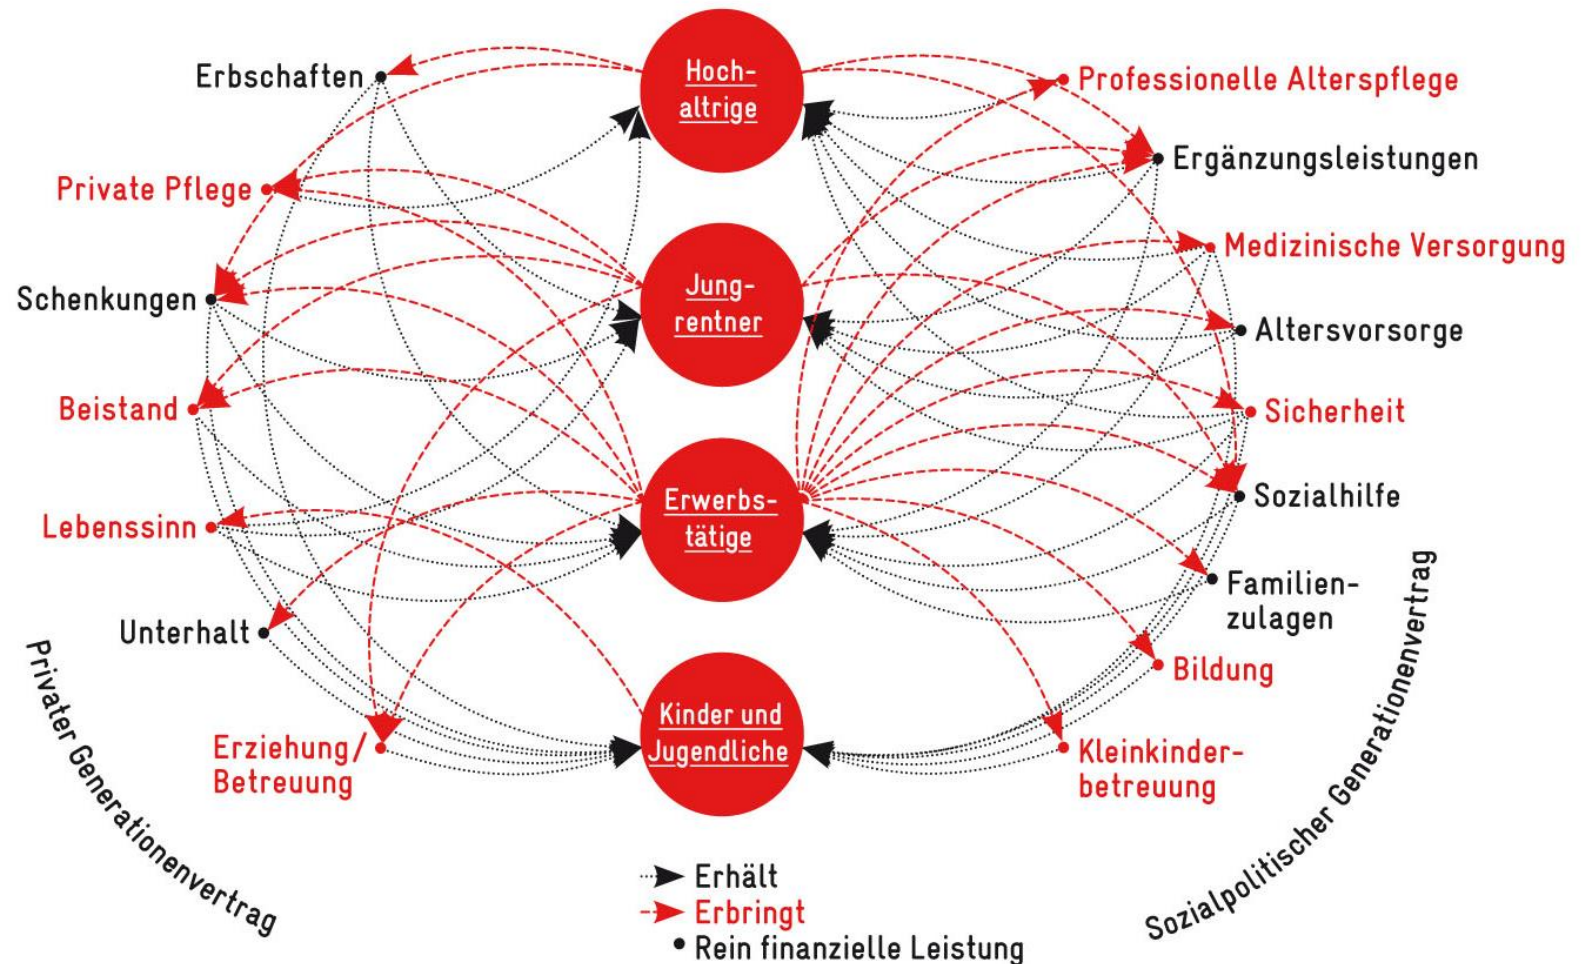 Hoch-
altrige
Jung-
rentner
Erwerbs-
tätige
Kinder und
Jugendliche
Erbschaften
Private Pflege
Schenkungen
Beistand
Lebenssinn
Unterhalt
Erziehung/
Betreuung
Privater Generationenvertrag
Professionelle Alterspflege
Ergänzungsleistungen
Medizinische Versorgung
Altersvorsorge
Sicherheit
Sozialhilfe
Familien-
zulagen
Bildung
Kleinkinder-
betreuung
Sozialpolitischer Generationenvertrag
Erhält
Erbringt
Rein finanzielle Leistung